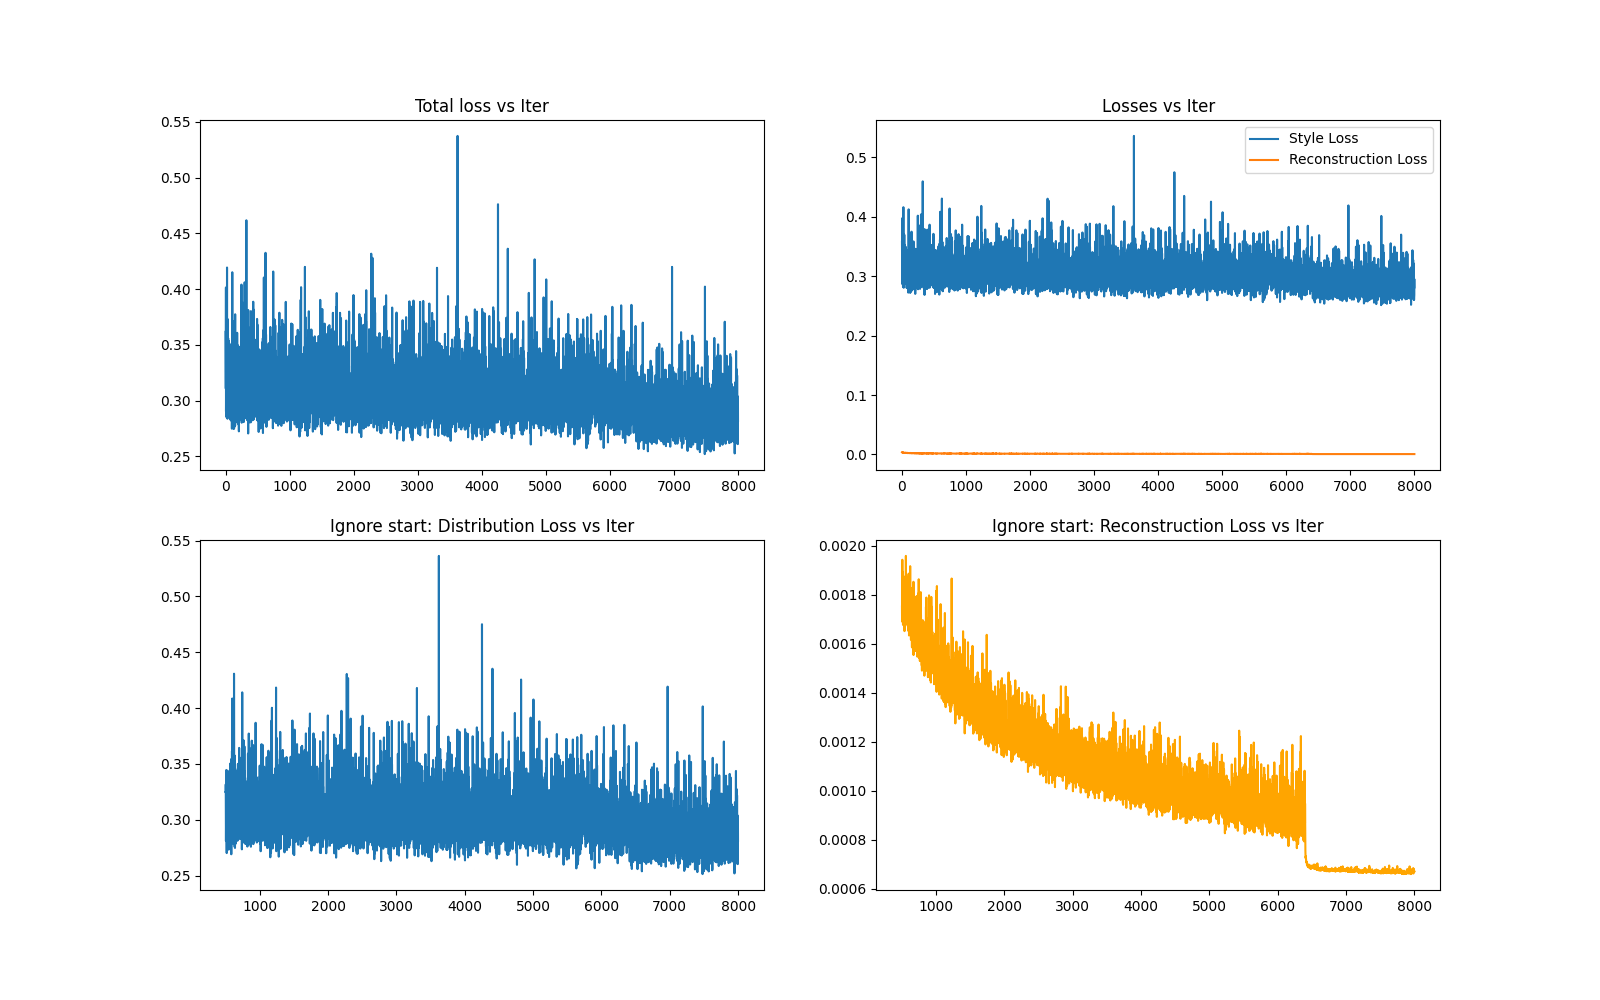 Total loss vs Iter
0.55
0.50
0.45
0.40
0.35
0.30
0.25
0 1000 2000 3000 4000 5000 6000 7000 8000
Losses vs Iter
Style Loss
Reconstruction Loss
0.5
0.4
0.3
0.2
0.1
0.0
0 1000 2000 3000 4000 5000 6000 7000 8000
Ignore start: Distribution Loss vs Iter
0.55
0.50
0.45
0.40
0.35
0.30
0.25
1000 2000 3000 4000 5000 6000 7000 8000
Ignore start: Reconstruction Loss vs Iter
0.0020
0.0018
0.0016
0.0014
0.0012
0.0010
0.0008
0.0006
1000 2000 3000 4000 5000 6000 7000 8000